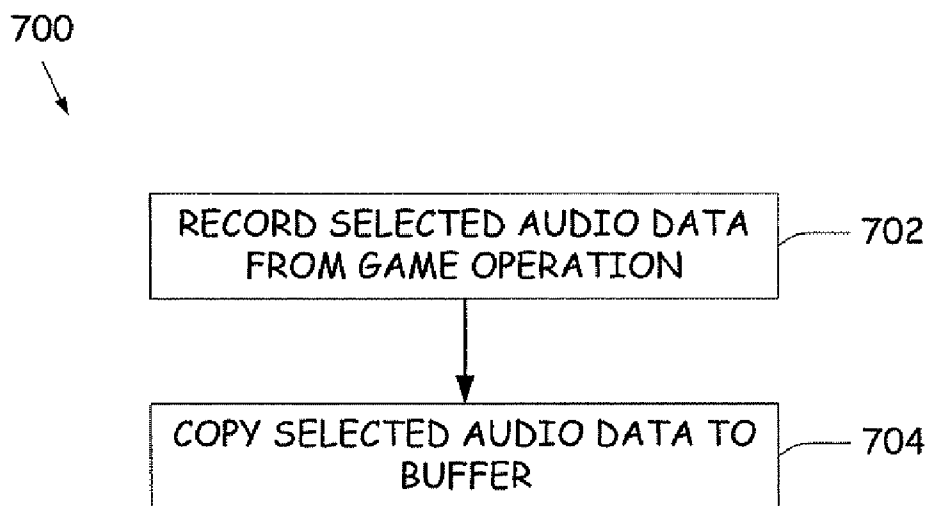 700
RECORD SELECTED AUDIO DATA
FROM GAME OPERATION
702
COPY SELECTED AUDIO DATA TO
BUFFER
704